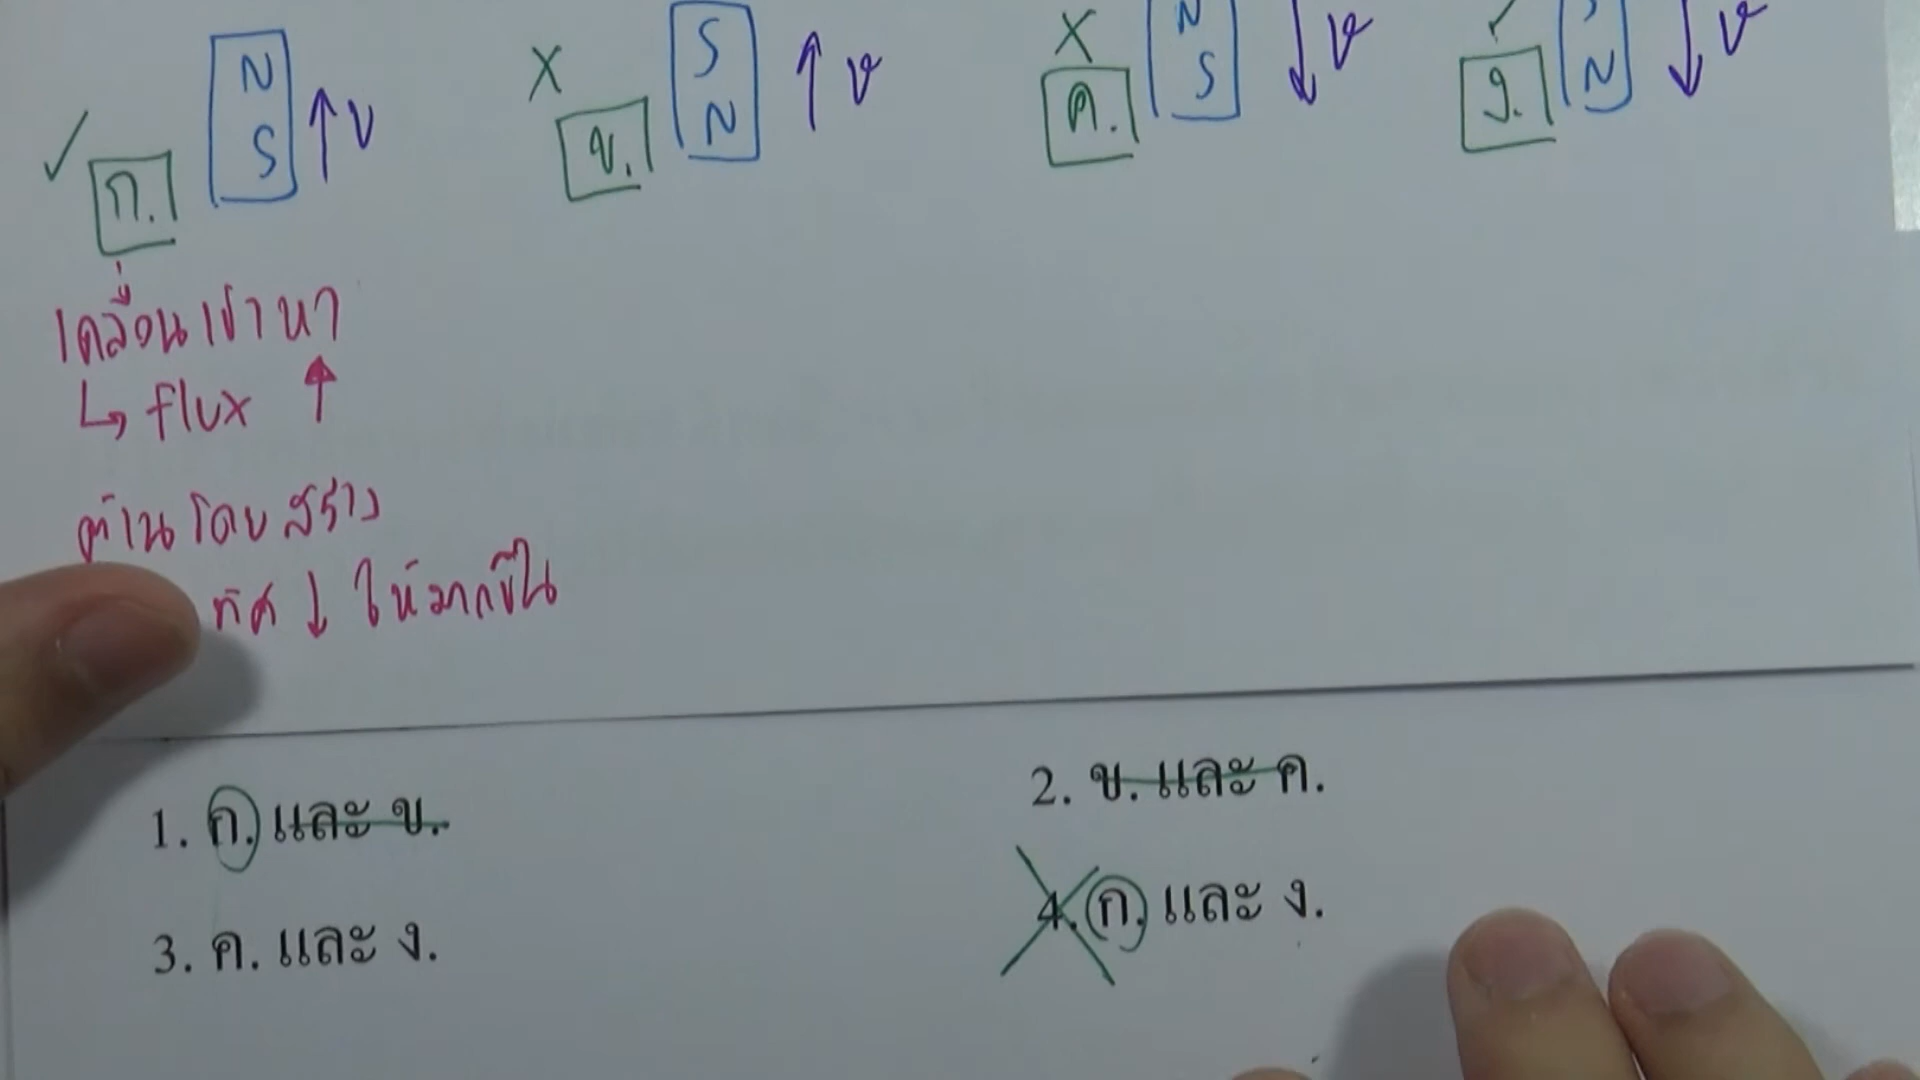 ✓ ก. N S ↑ v
X ข. S N ↑ v
X ค. N S ↓ v
✓ ง. N ↓ v
เคลื่อนเข้าหา
↳ flux ↑
ต้านโดยสร้าง
ทิศ ↓ ให้มากขึ้น
1. ก. และ ข.
2. ข. และ ค.
3. ค. และ ง.
4. ก. และ ง.